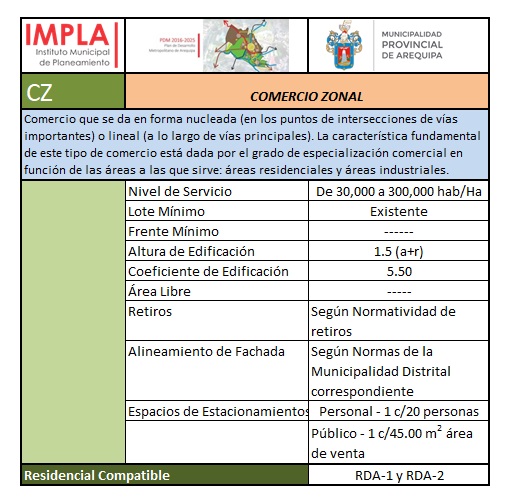 IMPLA
Instituto Municipal
de Planeamiento
PDM 2016-2025
Plan de Desarrollo
Metropolitano de Arequipa
MUNICIPALIDAD
PROVINCIAL
DE AREQUIPA
CZ
COMERCIO ZONAL
Comercio que se da en forma nucleada (en los puntos de intersecciones de vías
importantes) o lineal (a lo largo de vías principales). La característica fundamental
de este tipo de comercio está dada por el grado de especialización comercial en
función de las áreas a las que sirve: áreas residenciales y áreas industriales.
Nivel de Servicio De 30,000 a 300,000 hab/Ha
Lote Mínimo Existente
Frente Mínimo ------
Altura de Edificación 1.5 (a+r)
Coeficiente de Edificación 5.50
Área Libre -----
Retiros Según Normatividad de
retiros
Alineamiento de Fachada Según Normas de la
Municipalidad Distrital
correspondiente
Espacios de Estacionamientos Personal - 1 c/20 personas
Público - 1 c/45.00 m² área
de venta
Residencial Compatible RDA-1 y RDA-2